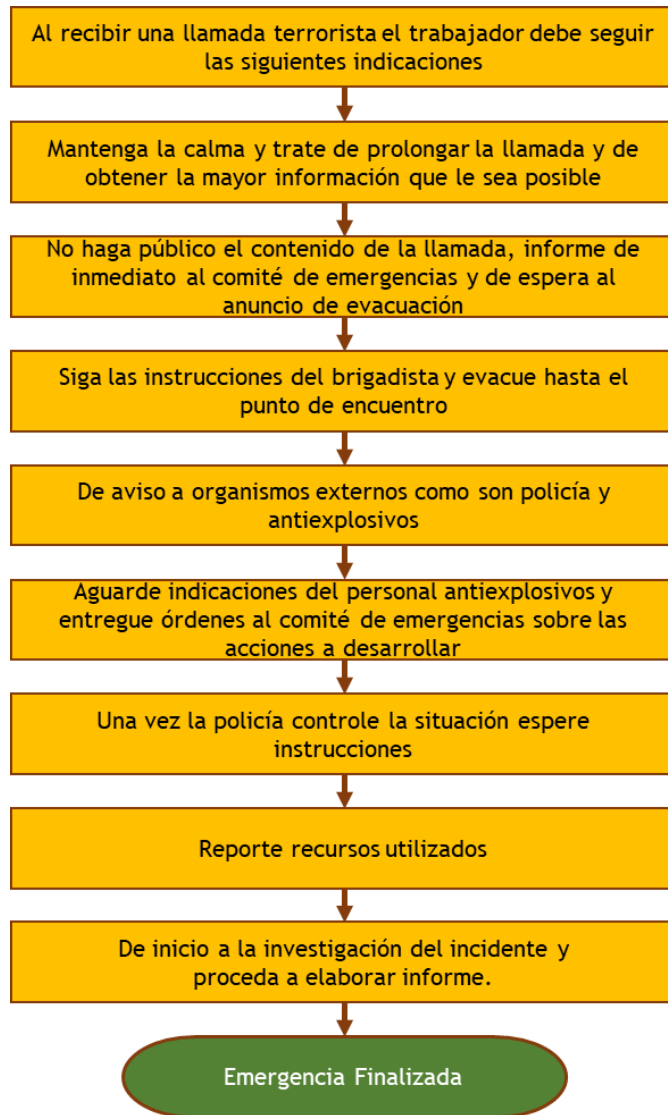 Al recibir una llamada terrorista el trabajador debe seguir
las siguientes indicaciones
Mantenga la calma y trate de prolongar la llamada y de
obtener la mayor información que le sea posible
No haga público el contenido de la llamada, informe de
inmediato al comité de emergencias y de espera al
anuncio de evacuación
Siga las instrucciones del brigadista y evacue hasta el
punto de encuentro
De aviso a organismos externos como son policía y
antiexplosivos
Aguarde indicaciones del personal antiexplosivos y
entregue órdenes al comité de emergencias sobre las
acciones a desarrollar
Una vez la policía controle la situación espere
instrucciones
Reporte recursos utilizados
De inicio a la investigación del incidente y
proceda a elaborar informe.
Emergencia Finalizada